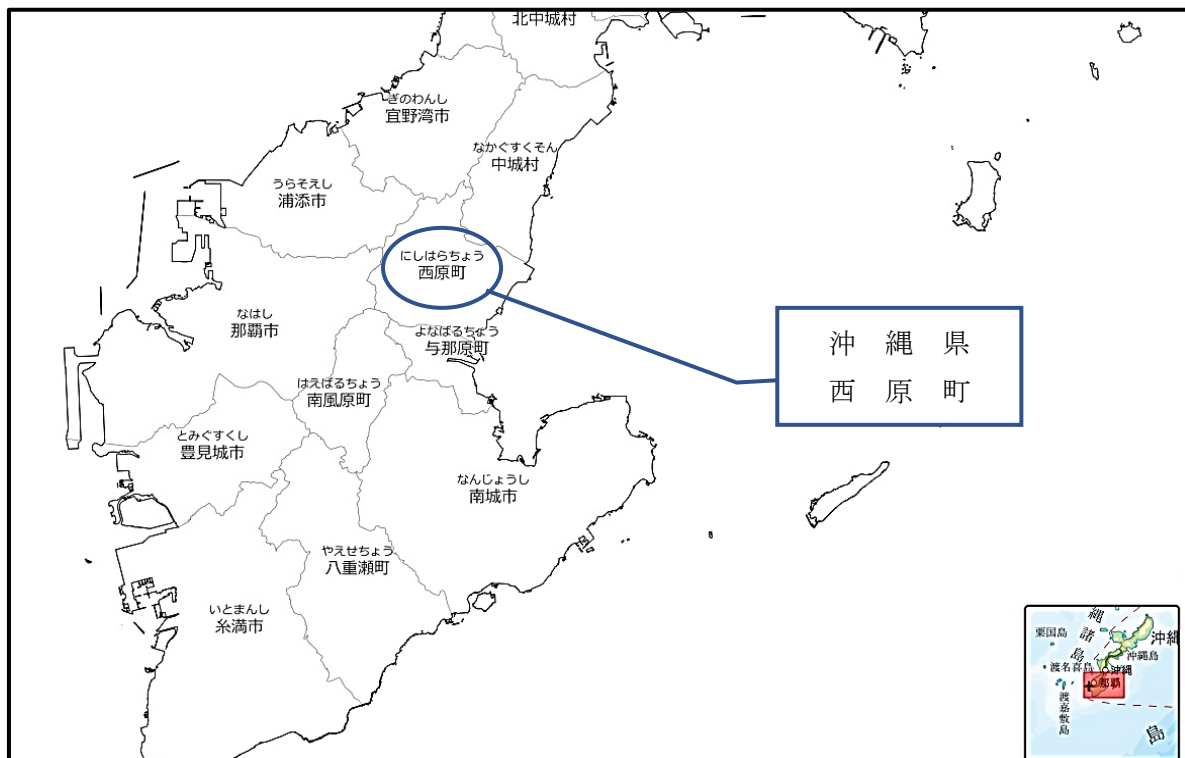 北中城村
ぎのわんし
宜野湾市
なかぐすくそん
中城村
うらそえし
浦添市
にしはらちょう
西原町
なはし
那覇市
よなばるちょう
与那原町
沖縄県
西原町
はえばるちょう
南風原町
とみぐすくし
豊見城市
なんじょうし
南城市
やえせちょう
八重瀬町
いとまんし
糸満市
縄諸島
沖縄
粟国島
沖縄島
渡名喜島
沖縄
那覇
渡嘉敷島
島